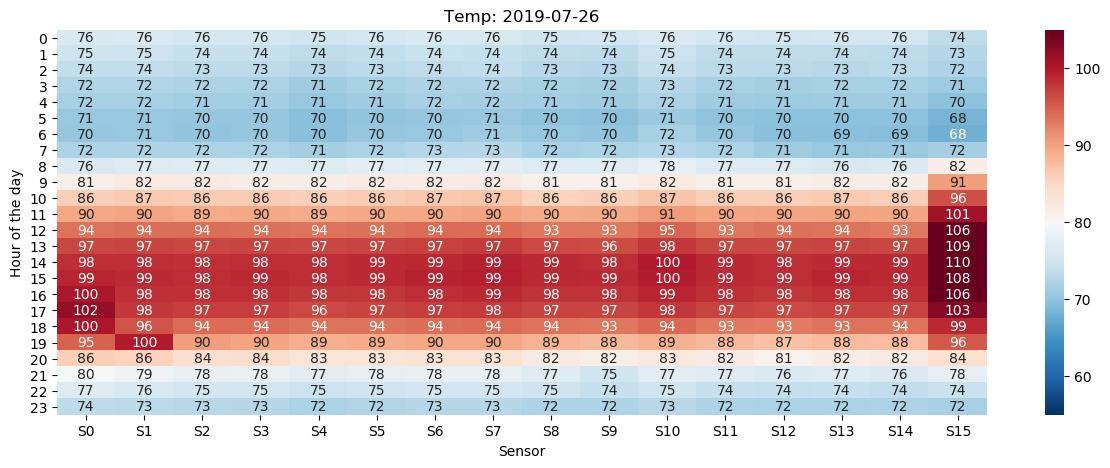 Temp: 2019-07-26
0 76 76 76 76 75 76 76 76 75 75 76 76 75 76 76 74
1 75 75 74 74 74 74 74 74 74 74 75 74 74 74 74 73
2 74 74 73 73 73 73 74 74 73 73 74 73 73 73 73 72
3 72 72 72 72 71 72 72 72 72 72 73 72 71 72 72 71
4 72 72 71 71 71 71 72 72 71 71 72 71 71 71 71 70
5 71 71 70 70 70 70 70 71 70 70 71 70 70 70 70 68
6 70 71 70 70 70 70 70 71 70 70 72 70 70 69 69 68
7 72 72 72 72 71 72 73 73 72 72 73 72 71 71 71 72
8 76 77 77 77 77 77 77 77 77 77 78 77 77 76 76 82
9 81 82 82 82 82 82 82 82 81 81 82 81 81 82 82 91
10 86 87 86 86 86 86 87 87 86 86 87 86 86 87 86 96
11 90 90 89 90 89 90 90 90 90 90 91 90 90 90 90 101
12 94 94 94 94 94 94 94 94 93 93 95 93 94 94 93 106
13 97 97 97 97 97 97 97 97 97 96 98 97 97 97 97 109
14 98 98 98 98 98 99 99 99 99 98 100 99 98 99 99 110
15 99 99 98 99 98 99 99 99 99 99 100 99 98 99 99 108
16 100 98 98 98 98 98 98 99 98 98 99 98 98 98 98 106
17 102 98 97 97 96 98 97 98 97 97 98 97 97 97 97 103
18 100 96 94 94 94 94 94 94 94 93 94 93 93 93 94 99
19 95 100 90 90 89 89 90 90 89 88 89 88 87 88 88 96
20 86 86 84 84 83 83 83 83 82 82 83 82 81 82 82 84
21 80 79 78 78 77 78 78 78 77 75 77 77 76 77 76 78
22 77 76 75 75 75 75 75 75 75 74 75 74 74 74 74 74
23 74 73 73 73 72 72 73 73 72 72 73 72 72 72 72 72
S0 S1 S2 S3 S4 S5 S6 S7 S8 S9 S10 S11 S12 S13 S14 S15
Sensor
Hour of the day
100
90
80
70
60